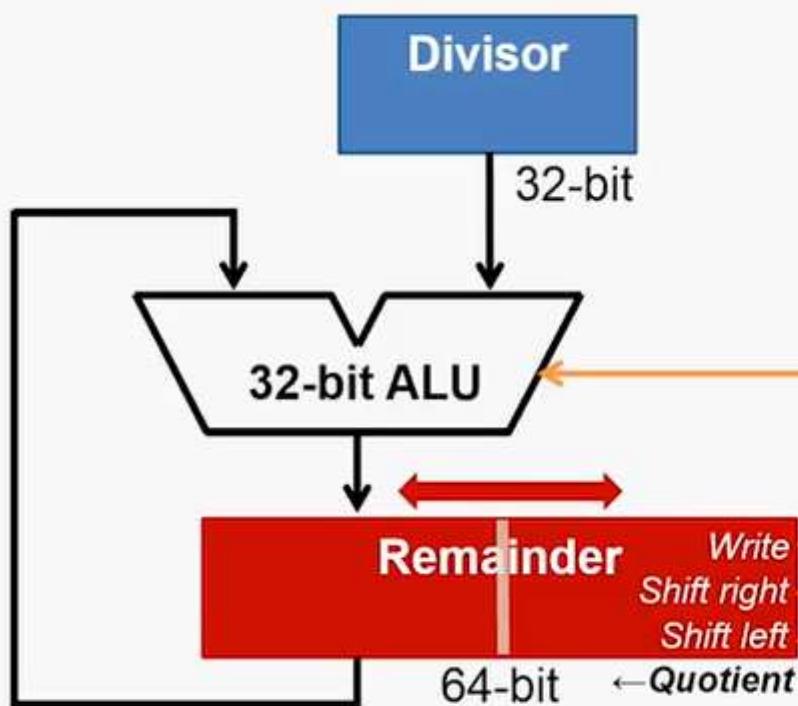 Divisor
32-bit
32-bit ALU
Remainder
Write
Shift right
Shift left
64-bit
←Quotient